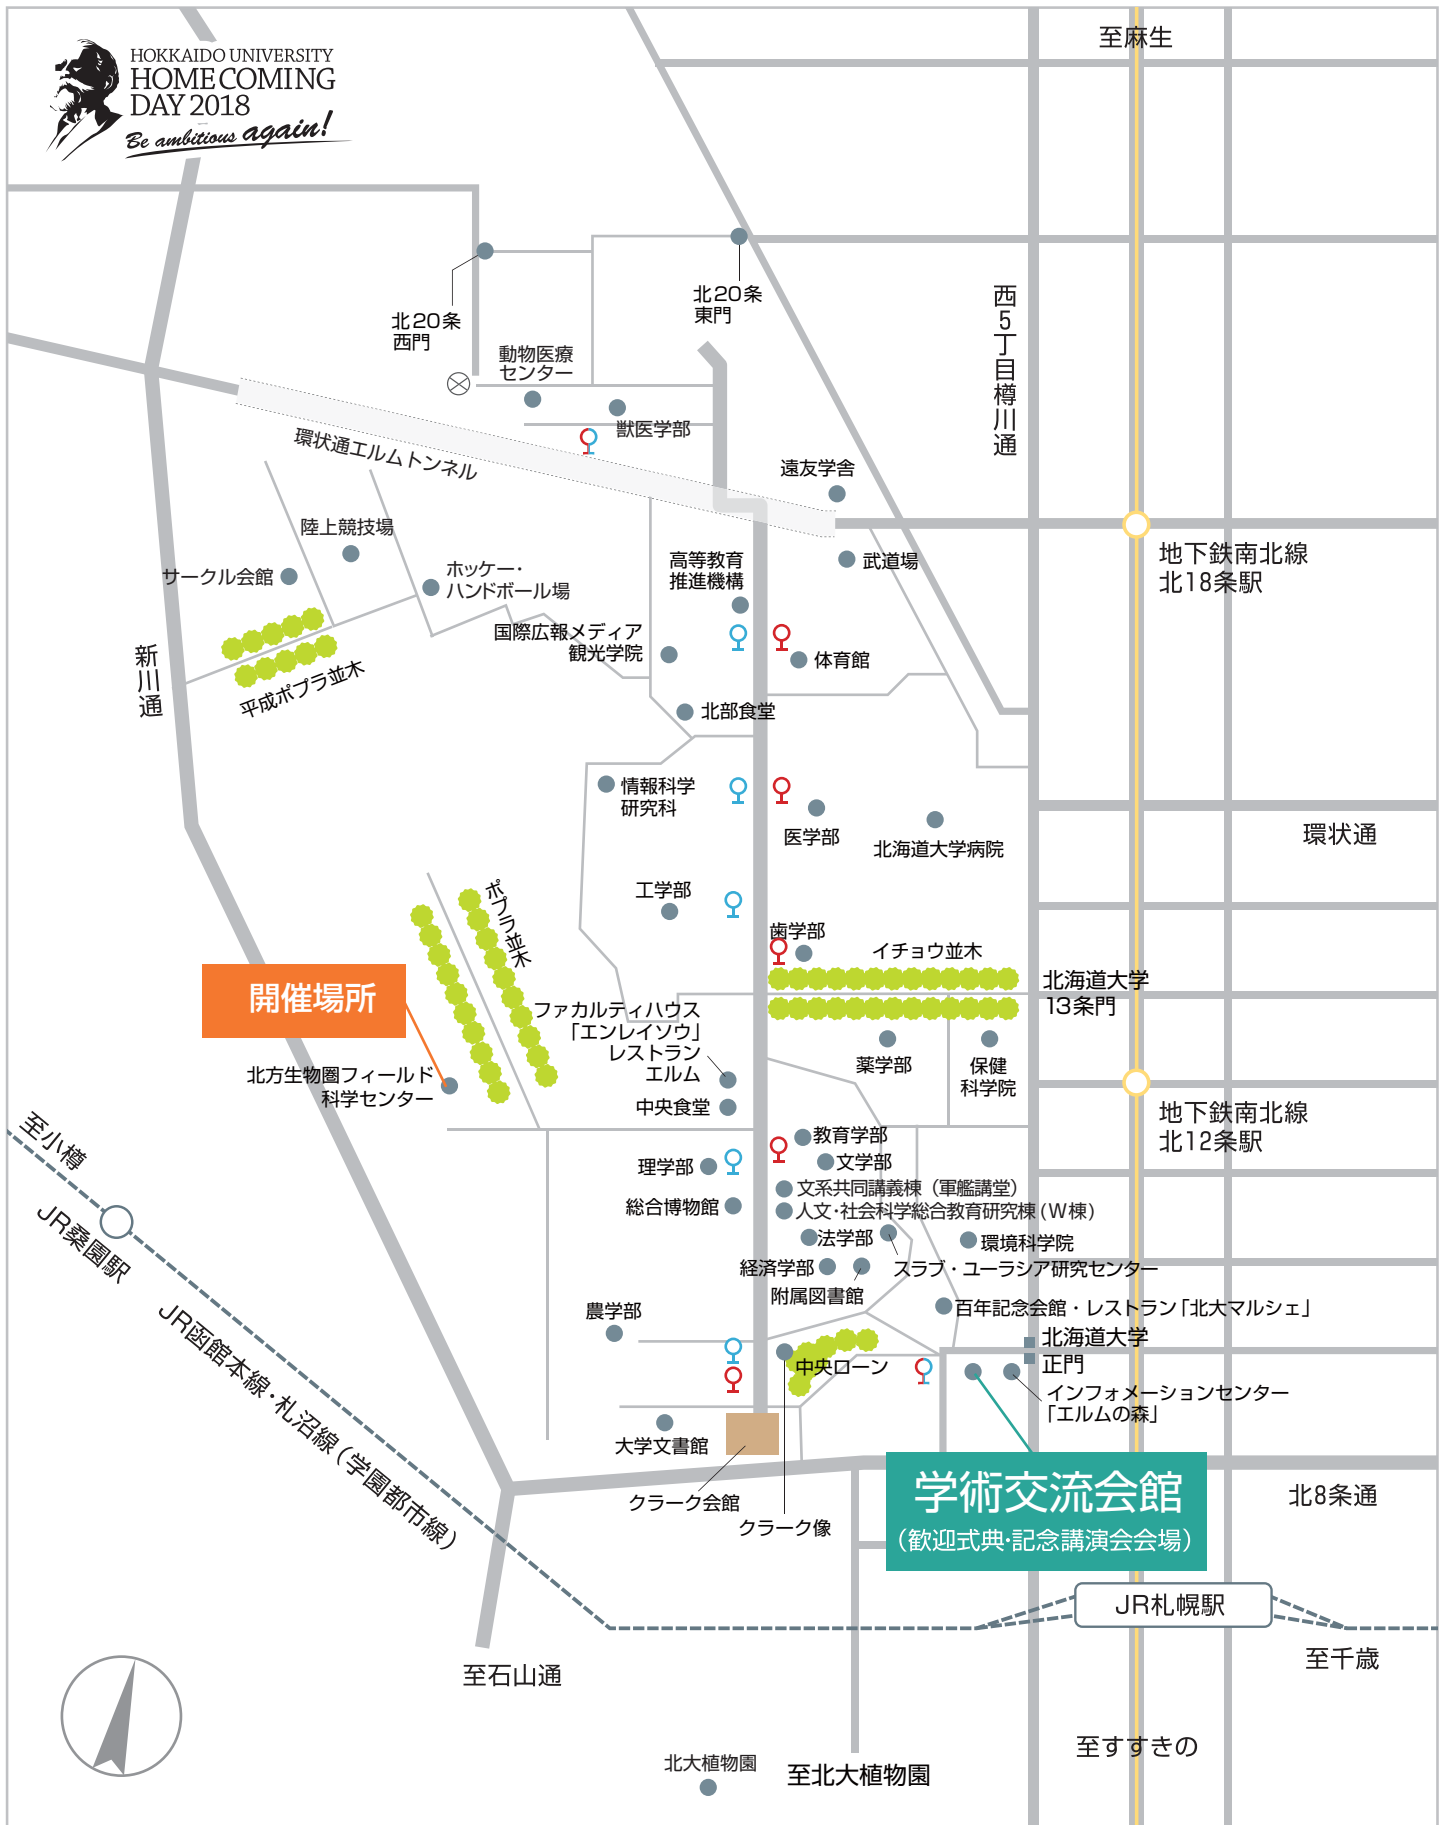 至麻生
HOKKAIDO UNIVERSITY
HOME COMING
DAY 2018
Be ambitious again!
北20条
西門
北20条
東門
西5丁目樽川通
動物医療
センター
獣医学部
環状通エルムトンネル
遠友学舎
陸上競技場
サークル会館
ホッケー・
ハンドボール場
高等教育
推進機構
武道場
地下鉄南北線
北18条駅
国際広報メディア
観光学院
体育館
新川通
平成ポプラ並木
北部食堂
情報科学
研究科
医学部
北海道大学病院
環状通
工学部
ポプラ並木
歯学部
イチョウ並木
北海道大学
13条門
開催場所
ファカルティハウス
「エンレイソウ」
レストラン
エルム
薬学部
保健
科学院
北方生物圏フィールド
科学センター
中央食堂
地下鉄南北線
北12条駅
至小樽
教育学部
理学部
文学部
文系共同講義棟（軍艦講堂）
総合博物館
人文・社会科学総合教育研究棟(W棟)
JR桑園駅
法学部
環境科学院
経済学部
スラブ・ユーラシア研究センター
附属図書館
農学部
百年記念会館・レストラン「北大マルシェ」
JR函館本線・札沼線（学園都市線）
北海道大学
正門
中央ローン
インフォメーションセンター
「エルムの森」
大学文書館
学術交流会館
（歓迎式典・記念講演会会場）
北8条通
クラーク会館
クラーク像
JR札幌駅
至石山通
至千歳
至すすきの
北大植物園
至北大植物園